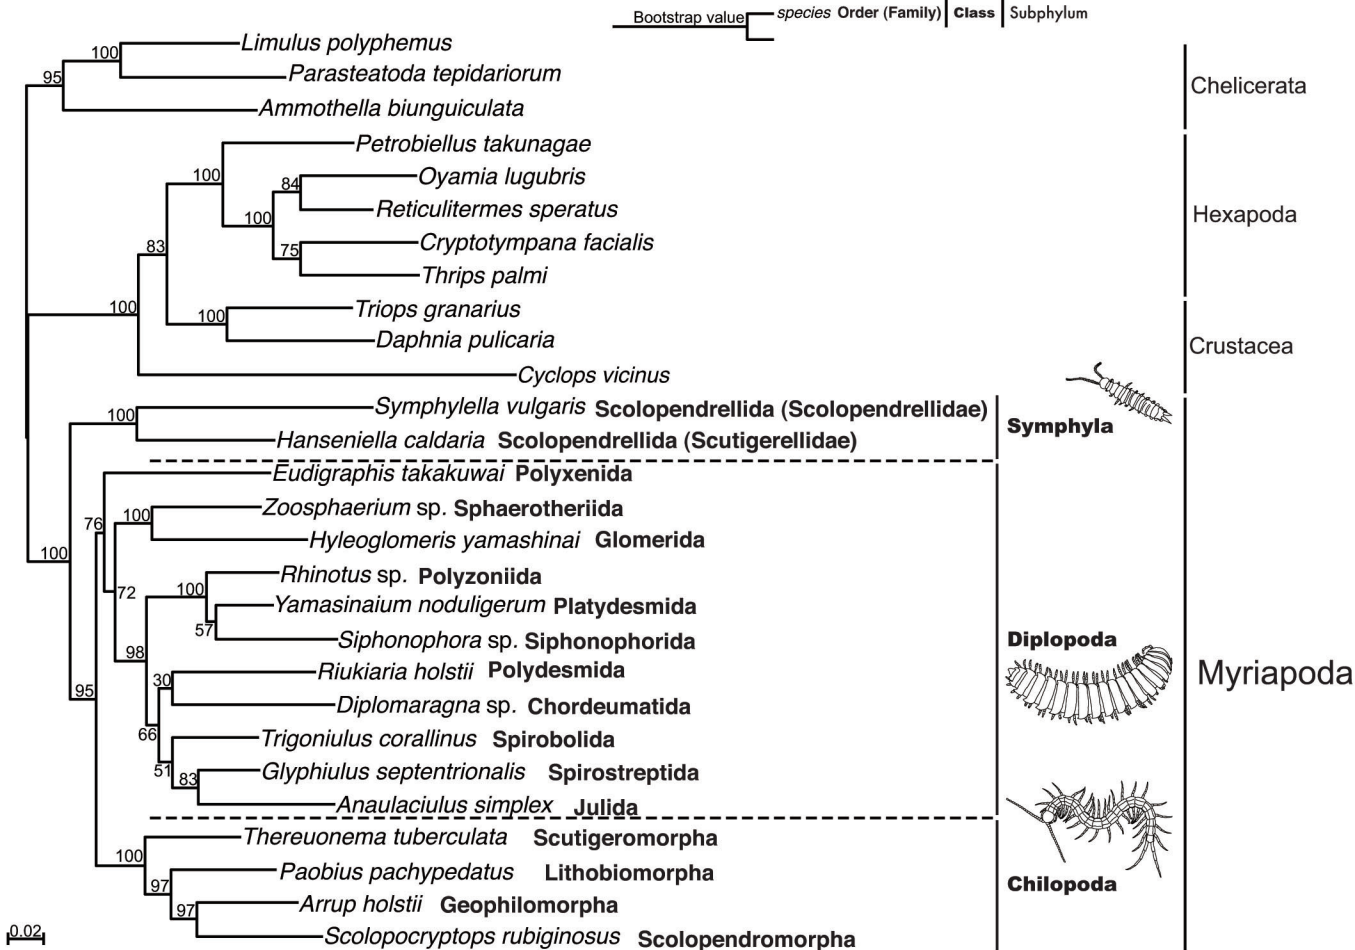 Bootstrap value species Order (Family) Class Subphylum
100 Limulus polyphemus
95 Parasteatoda tepidariorum
Ammothella biunguiculata
Chelicerata
Petrobiellus takunagae
100 84 Oyamia lugubris
100 Reticulitermes speratus
Hexapoda
83 75 Cryptotympana facialis
Thrips palmi
100 100 Triops granarius
Daphnia pulicaria
Crustacea
Cyclops vicinus
100 Symphylella vulgaris Scolopendrellida (Scolopendrellidae)
Symphyla
Hanseniella caldaria Scolopendrellida (Scutigerellidae)
Eudigraphis takakuwai Polyxenida
76 100 Zoosphaerium sp. Sphaerotheriida
100 Hyleoglomeris yamashinai Glomerida
72 100 Rhinotus sp. Polyzoniida
57 Yamasinaium noduligerum Platydesmida
Siphonophora sp. Siphonophorida
Diplopoda
98 30 Riukiaria holstii Polydesmida
Myriapoda
95 Diplomaragna sp. Chordeumatida
66 Trigoniulus corallinus Spirobolida
51 83 Glyphiulus septentrionalis Spirostreptida
Anaulaciulus simplex Julida
100 Thereuonema tuberculata Scutigeromorpha
97 Paobius pachypedatus Lithobiomorpha
Chilopoda
97 Arrup holstii Geophilomorpha
Scolopocryptops rubiginosus Scolopendromorpha
0.02